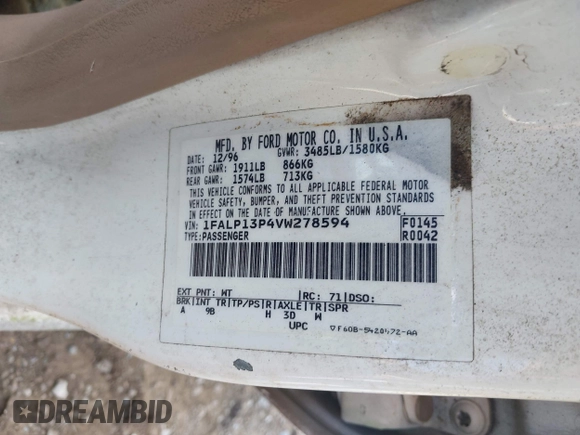 MFD. BY FORD MOTOR CO. IN U.S.A.
DATE: 12/96 GVWR: 3485LB/1580KG
FRONT GAWR: 1911LB 866KG
REAR GAWR: 1574LB 713KG
THIS VEHICLE CONFORMS TO ALL APPLICABLE FEDERAL MOTOR
VEHICLE SAFETY, BUMPER, AND THEFT PREVENTION STANDARDS
IN EFFECT ON THE DATE OF MANUFACTURE SHOWN ABOVE.
VIN: 1FALP13P4VW278594 F0145
TYPE: PASSENGER R0042
EXT PNT: WT |RC: 71|DSO:
BRK|INT TR|TP/PS|R|AXLE|TR|SPR
A 9B H 3D W
UPC ▽F60B-5420472-AA
DREAMBID